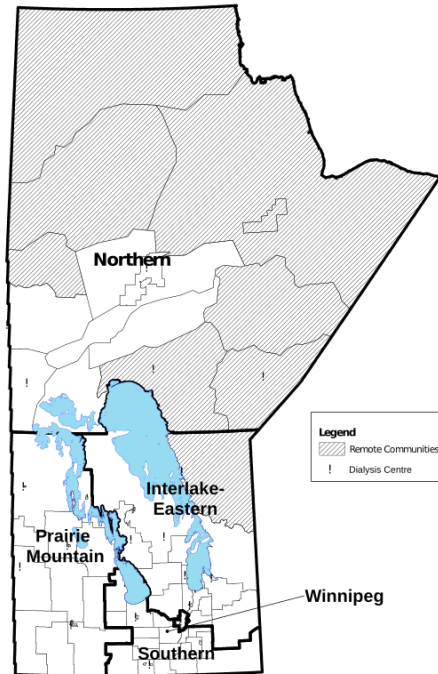 Northern
Legend
Remote Communities
! Dialysis Centre
Interlake-
Eastern
Prairie
Mountain
Winnipeg
Southern